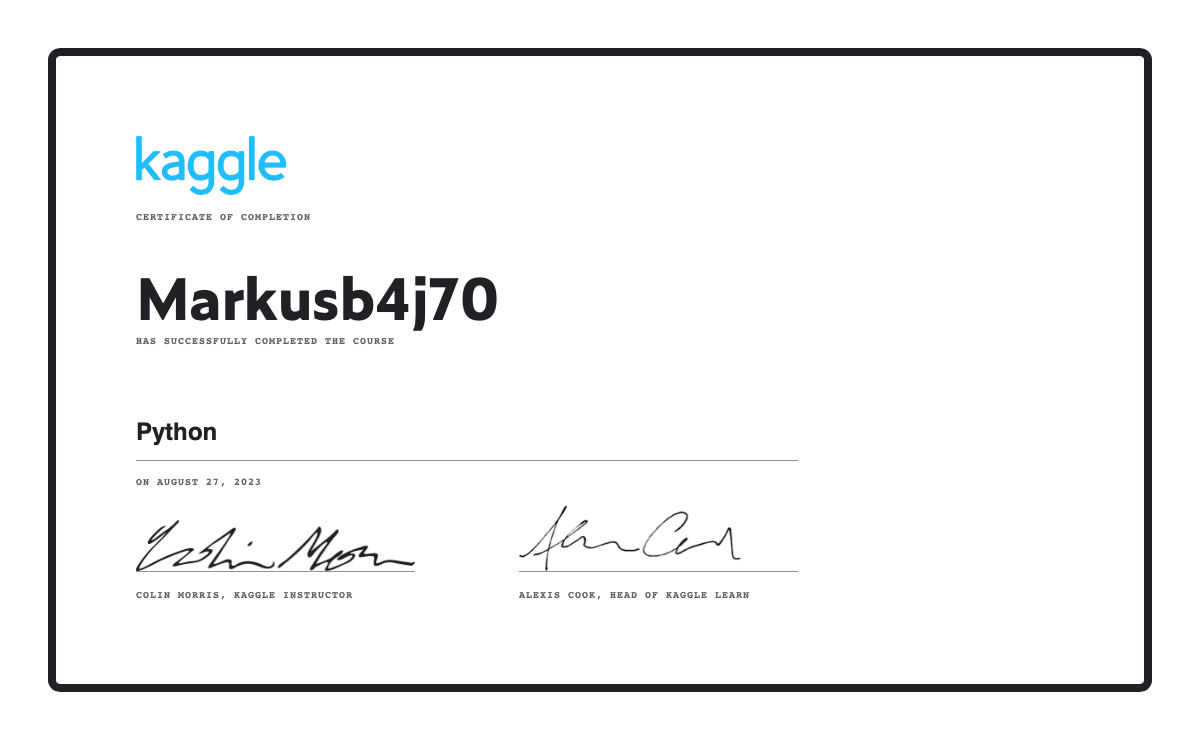 kaggle
CERTIFICATE OF COMPLETION
Markusb4j70
HAS SUCCESSFULLY COMPLETED THE COURSE
Python
ON AUGUST 27, 2023
Colin Morris
Alexis Cook
COLIN MORRIS, KAGGLE INSTRUCTOR
ALEXIS COOK, HEAD OF KAGGLE LEARN